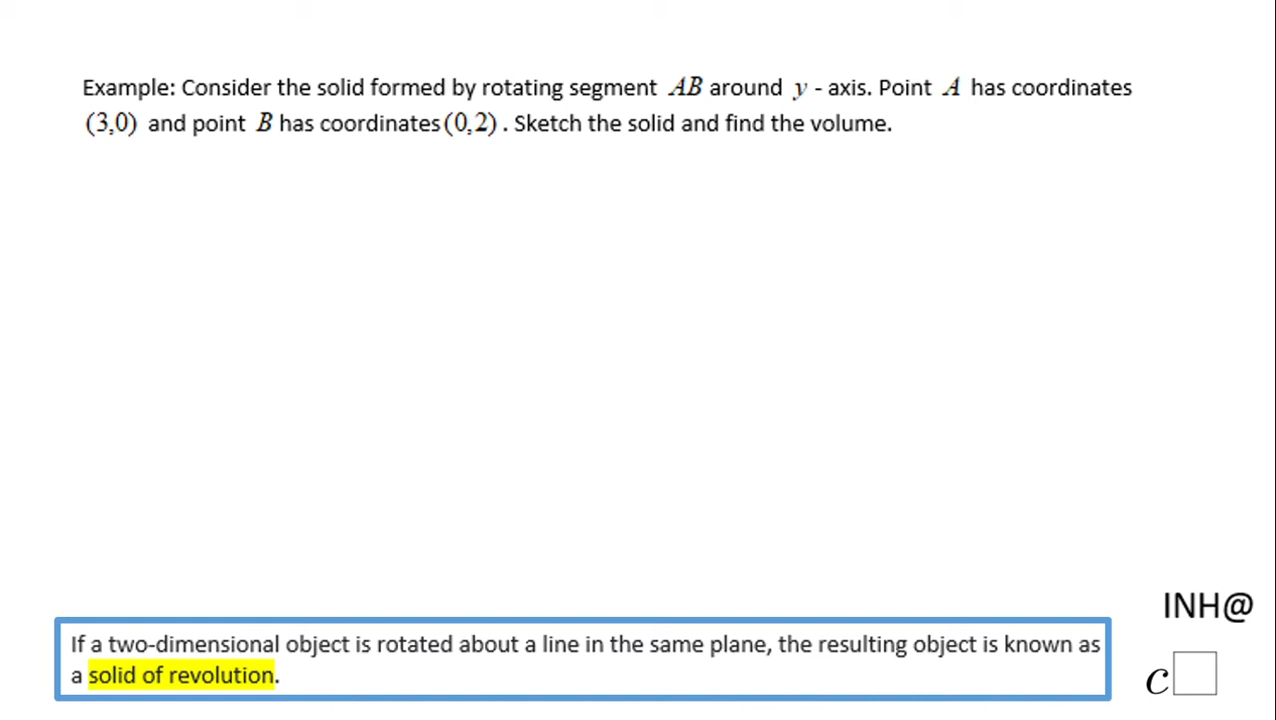 Example: Consider the solid formed by rotating segment AB around y - axis. Point A has coordinates
(3,0) and point B has coordinates (0,2). Sketch the solid and find the volume.
INH@
If a two-dimensional object is rotated about a line in the same plane, the resulting object is known as
a solid of revolution.
c